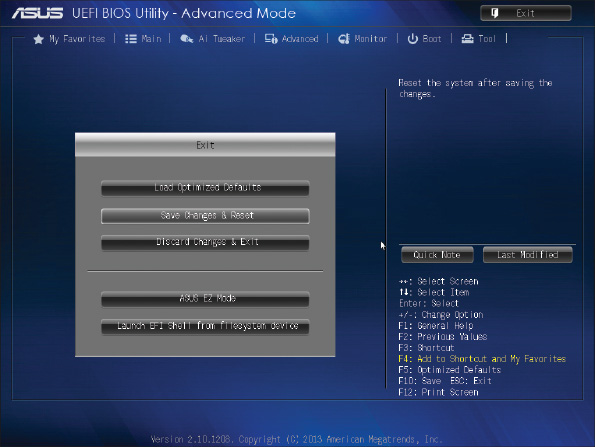 ASUS UEFI BIOS Utility - Advanced Mode
Exit
My Favorites
Main
Ai Tweaker
Advanced
Monitor
Boot
Tool
Reset the system after saving the
changes.
Exit
Load Optimized Defaults
Save Changes & Reset
Discard Changes & Exit
ASUS EZ Mode
Launch EFI Shell from filesystem device
Quick Note
Last Modified
→←: Select Screen
↑↓: Select Item
Enter: Select
+/-: Change Option
F1: General Help
F2: Previous Values
F3: Shortcut
F4: Add to Shortcut and My Favorites
F5: Optimized Defaults
F10: Save ESC: Exit
F12: Print Screen
Version 2.10.1208. Copyright (C) 2013 American Megatrends, Inc.